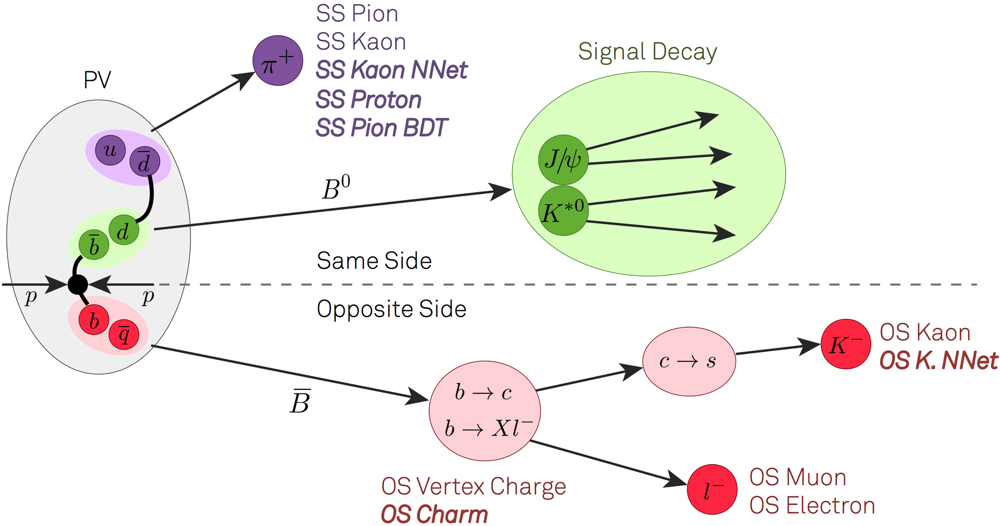 SS Pion
SS Kaon
SS Kaon NNet
SS Proton
SS Pion BDT
π⁺
PV
Signal Decay
u
d̅
J/ψ
K*⁰
B⁰
d
b̅
Same Side
p
p
Opposite Side
b
q̅
B̅
b → c
b → Xl⁻
c → s
K⁻
OS Kaon
OS K. NNet
OS Vertex Charge
OS Charm
l⁻
OS Muon
OS Electron